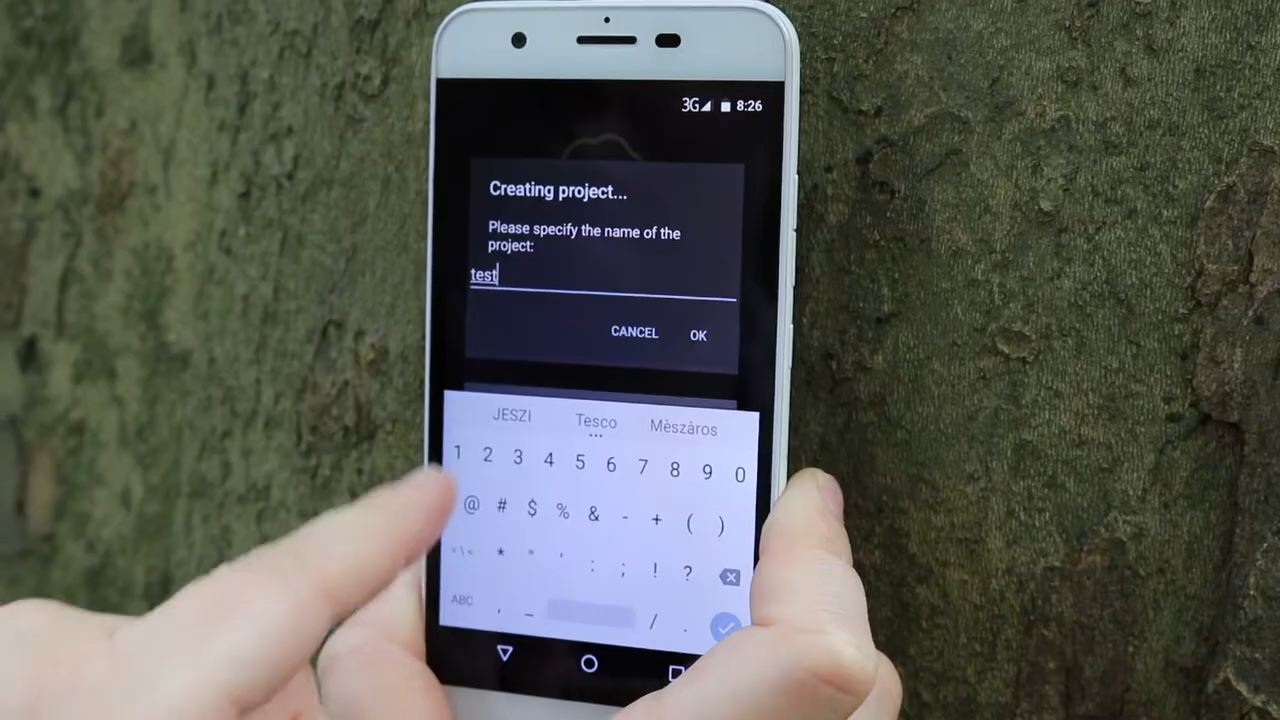 3G 8:26
Creating project...
Please specify the name of the
project:
test
CANCEL OK
JESZI Tesco Mèszàros
1 2 3 4 5 6 7 8 9 0
@ # $ % & - + ( )
* " ' : ; ! ?
ABC , _ / .